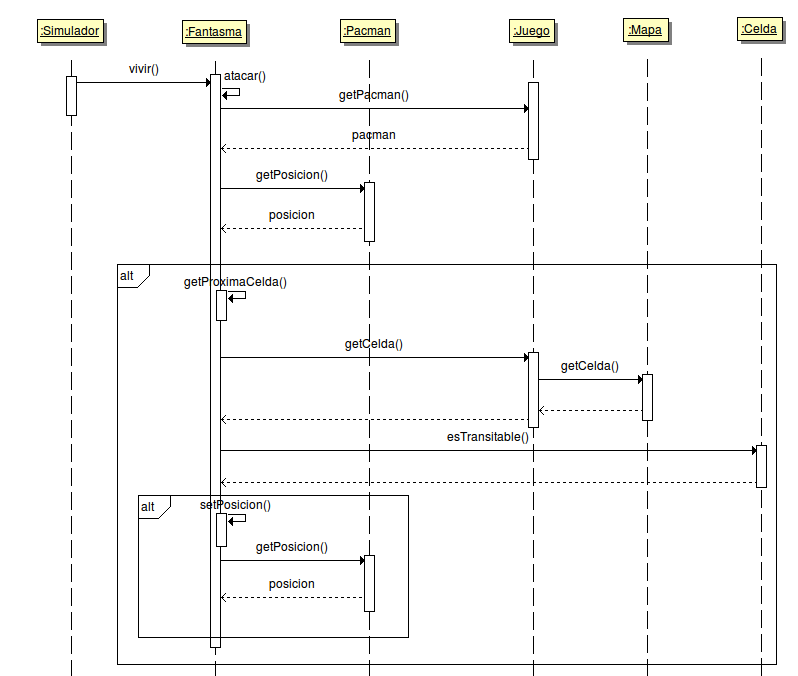 :Simulador
:Fantasma
:Pacman
:Juego
:Mapa
:Celda
vivir()
atacar()
getPacman()
pacman
getPosicion()
posicion
alt
getProximaCelda()
getCelda()
getCelda()
esTransitable()
alt
setPosicion()
getPosicion()
posicion